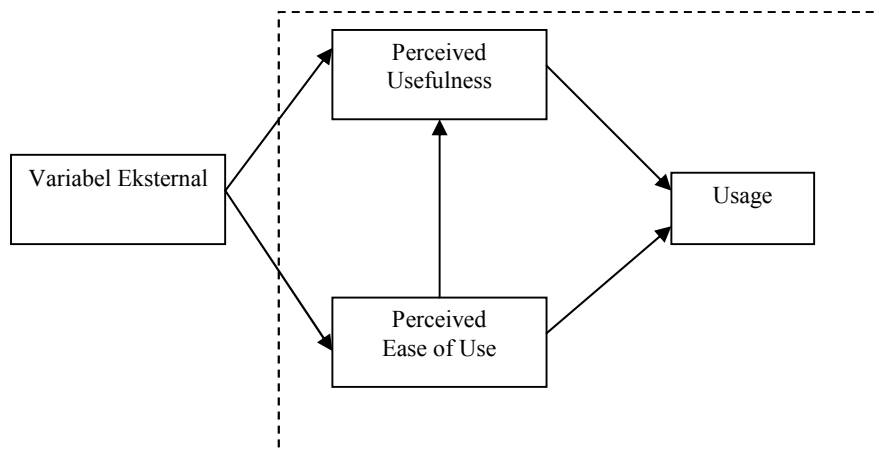 Perceived
Usefulness
Variabel Eksternal
Usage
Perceived
Ease of Use